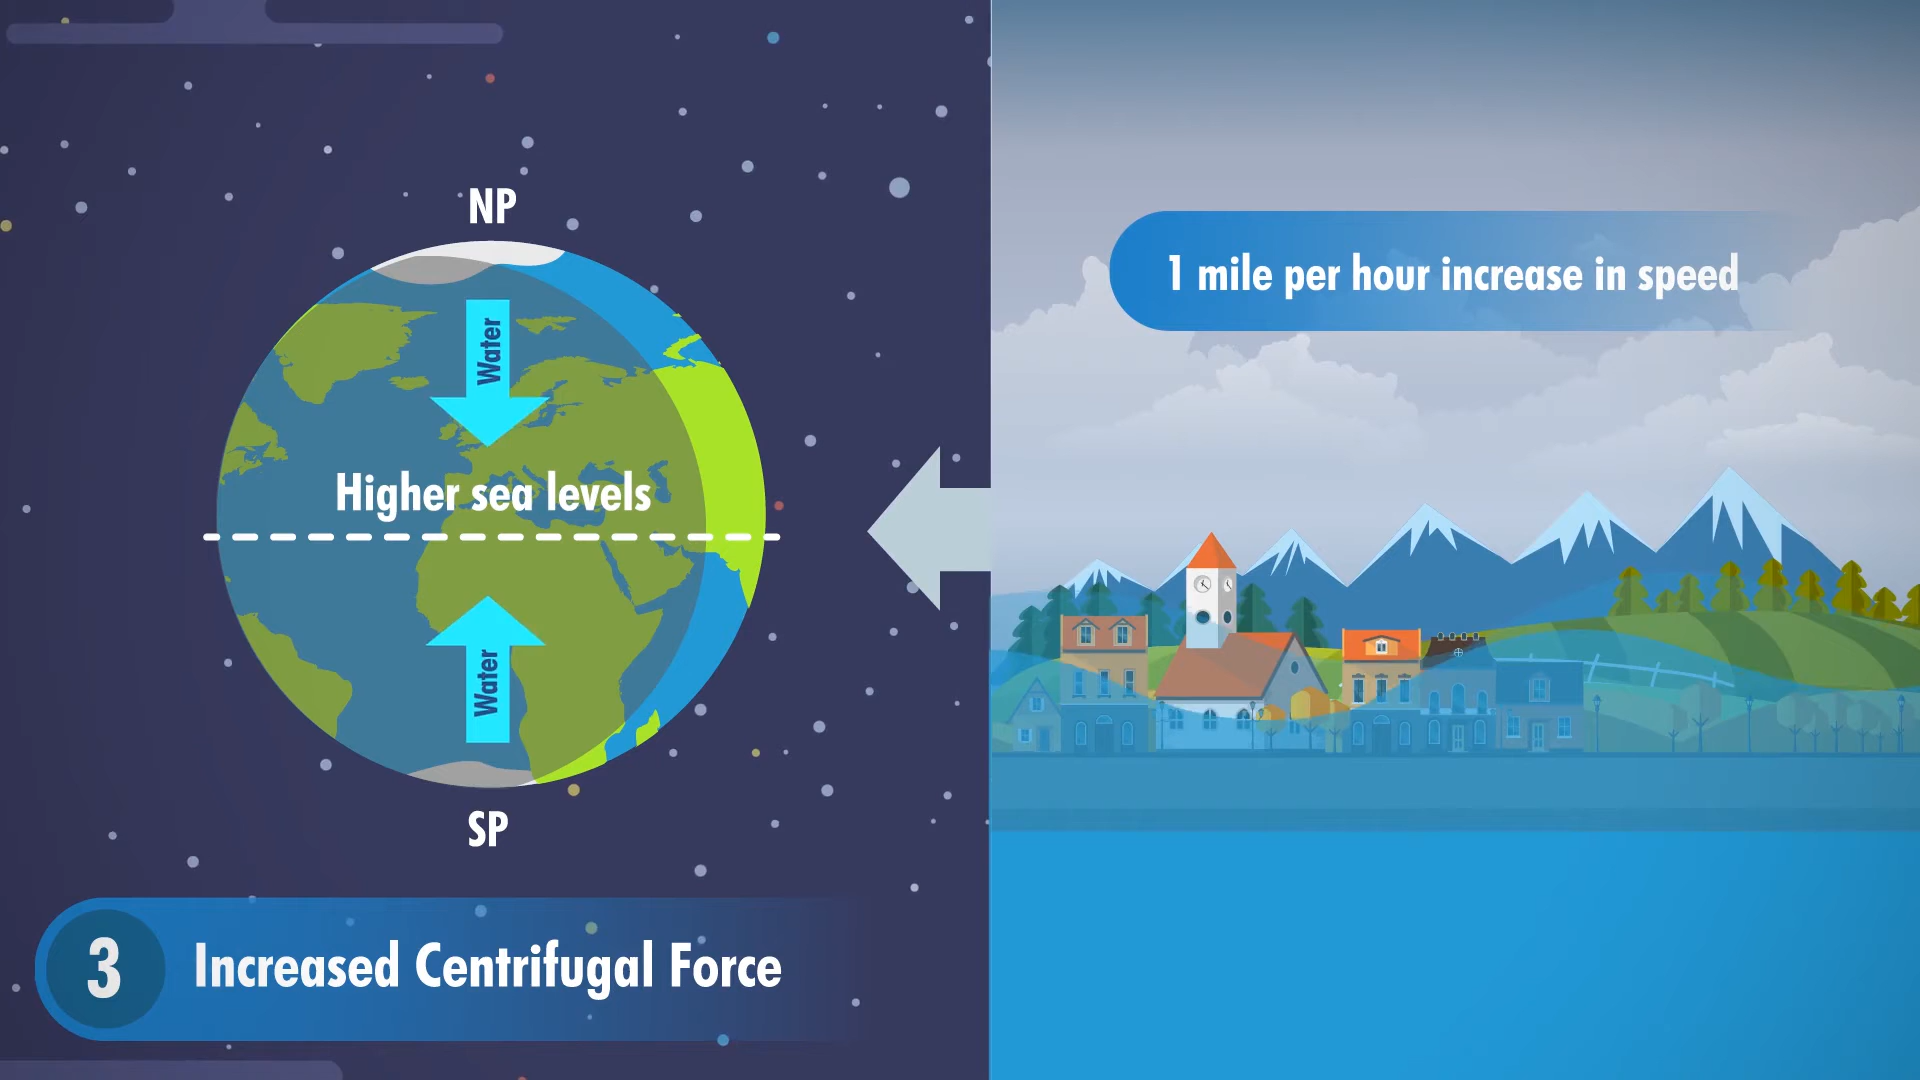 NP
Water
Higher sea levels
Water
SP
3 Increased Centrifugal Force
1 mile per hour increase in speed